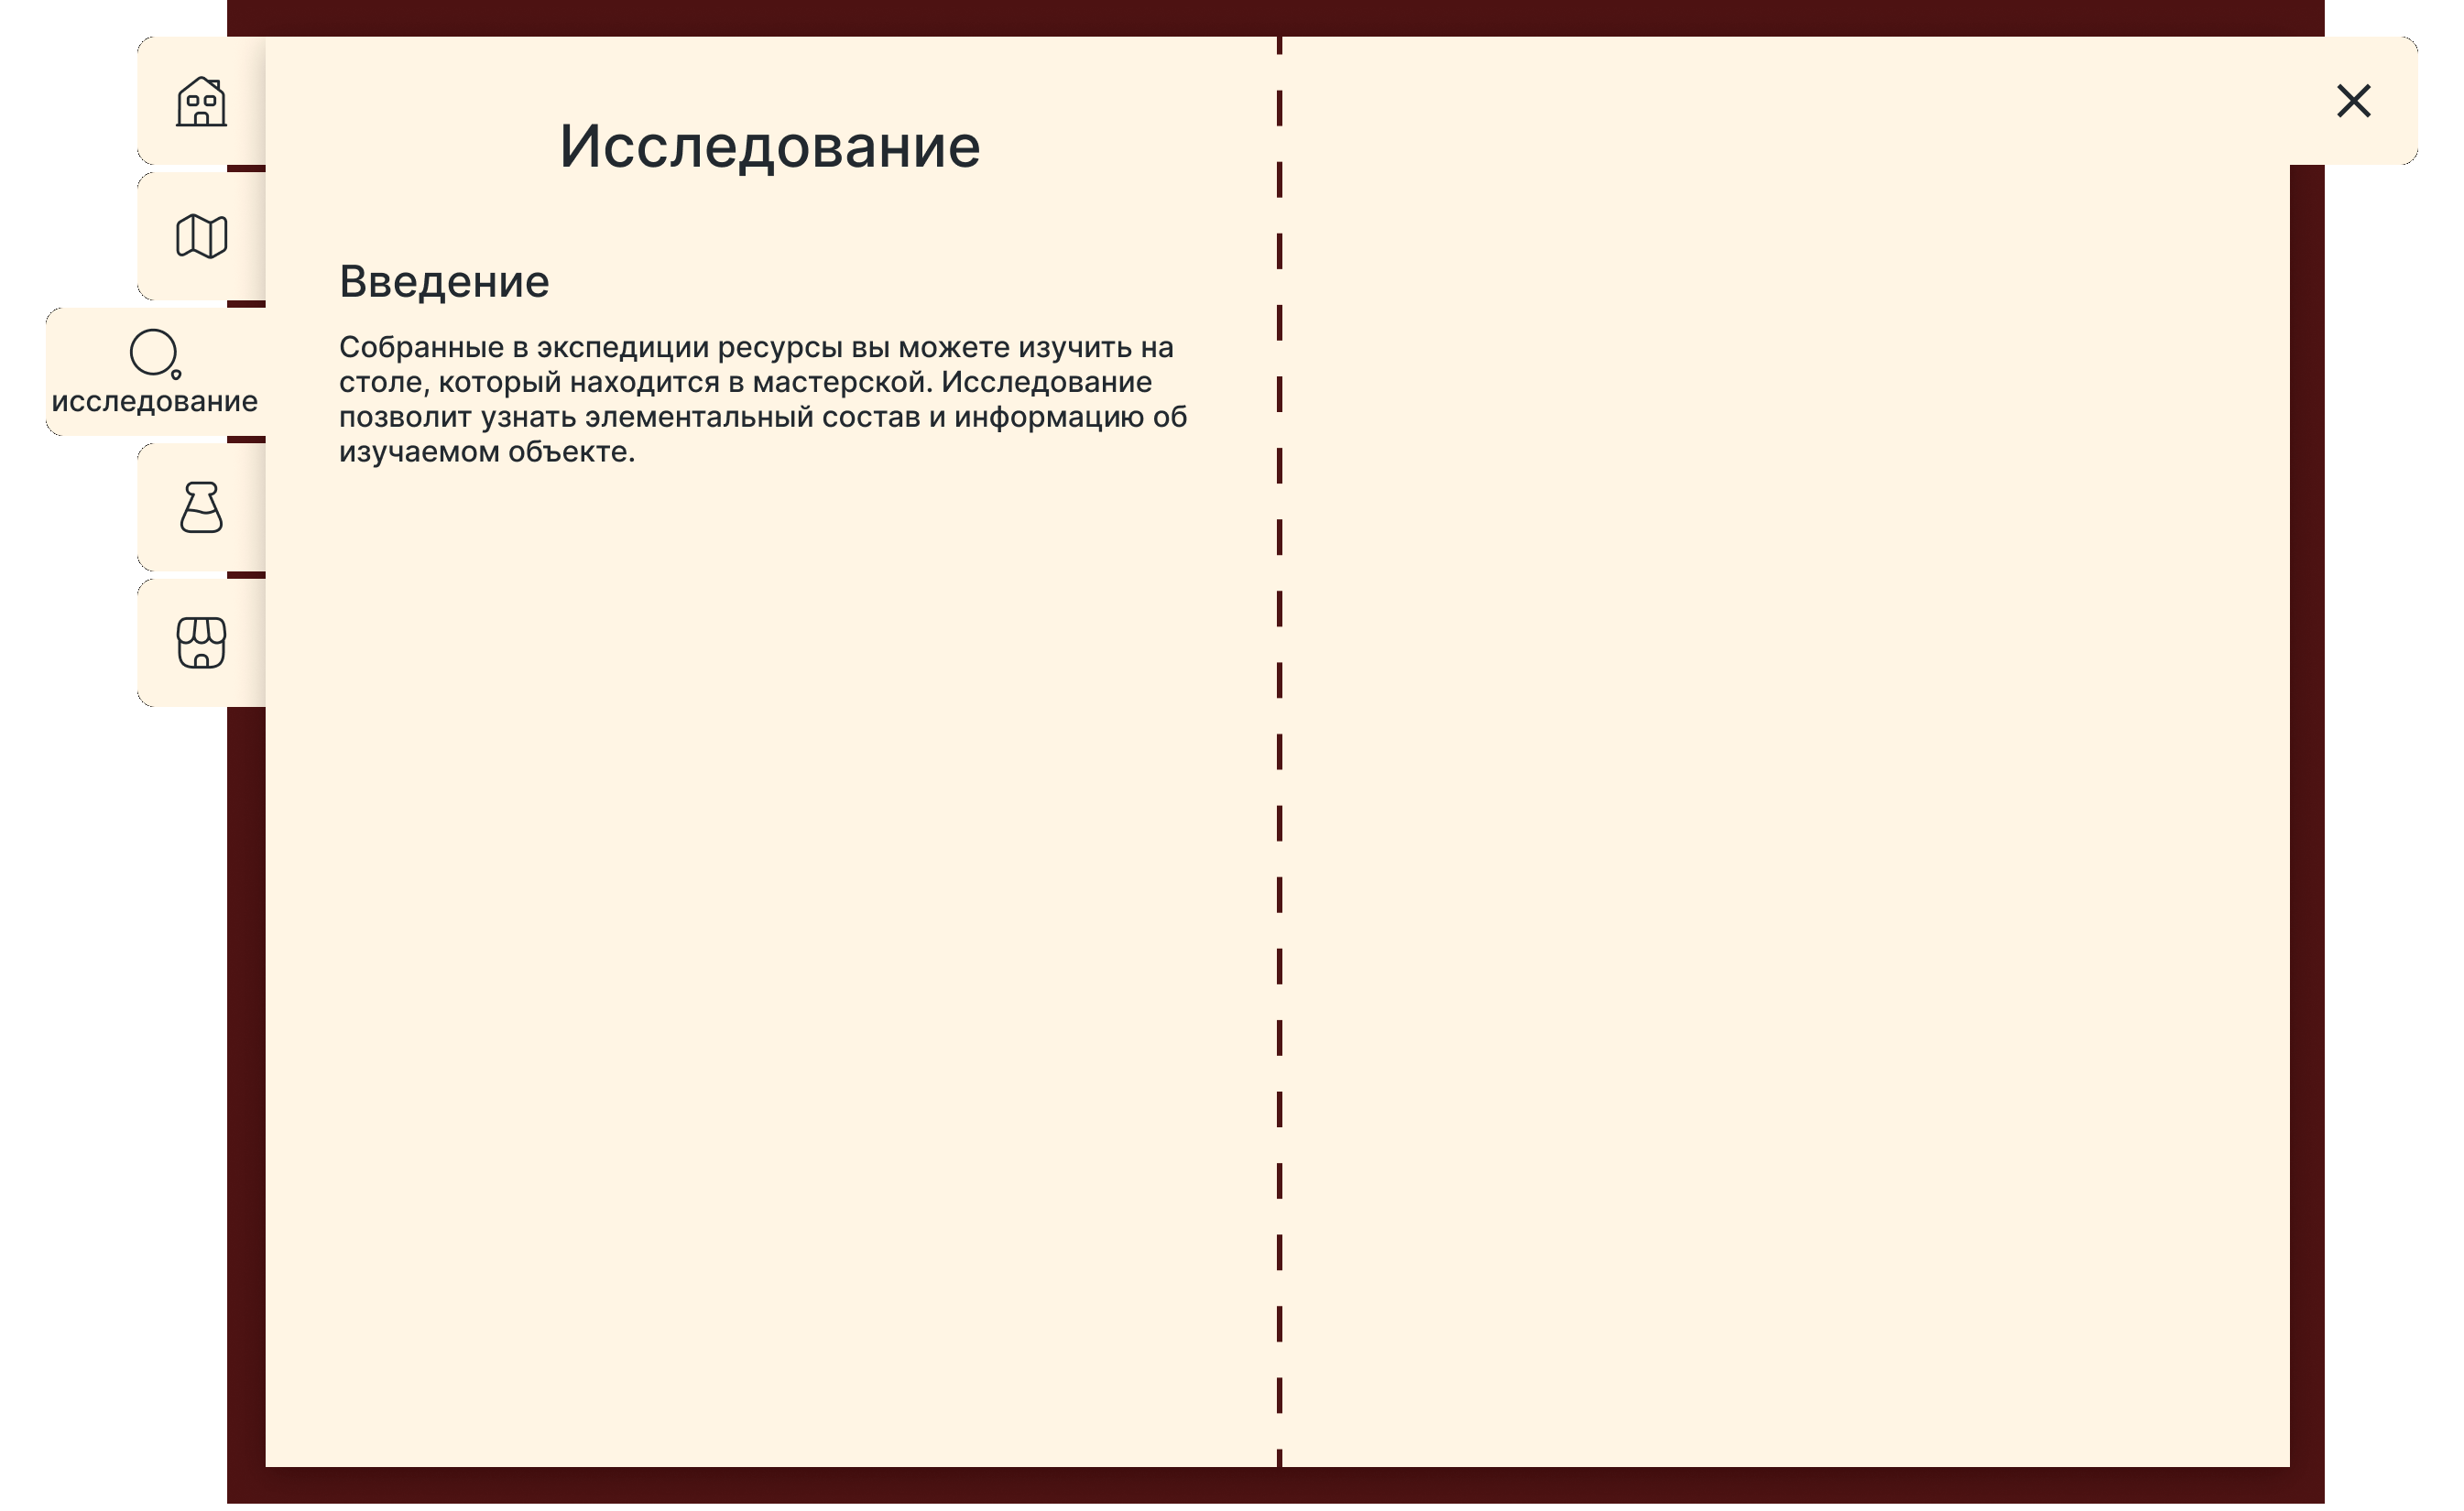 Исследование
исследование
Введение
Собранные в экспедиции ресурсы вы можете изучить на
столе, который находится в мастерской. Исследование
позволит узнать элементальный состав и информацию об
изучаемом объекте.